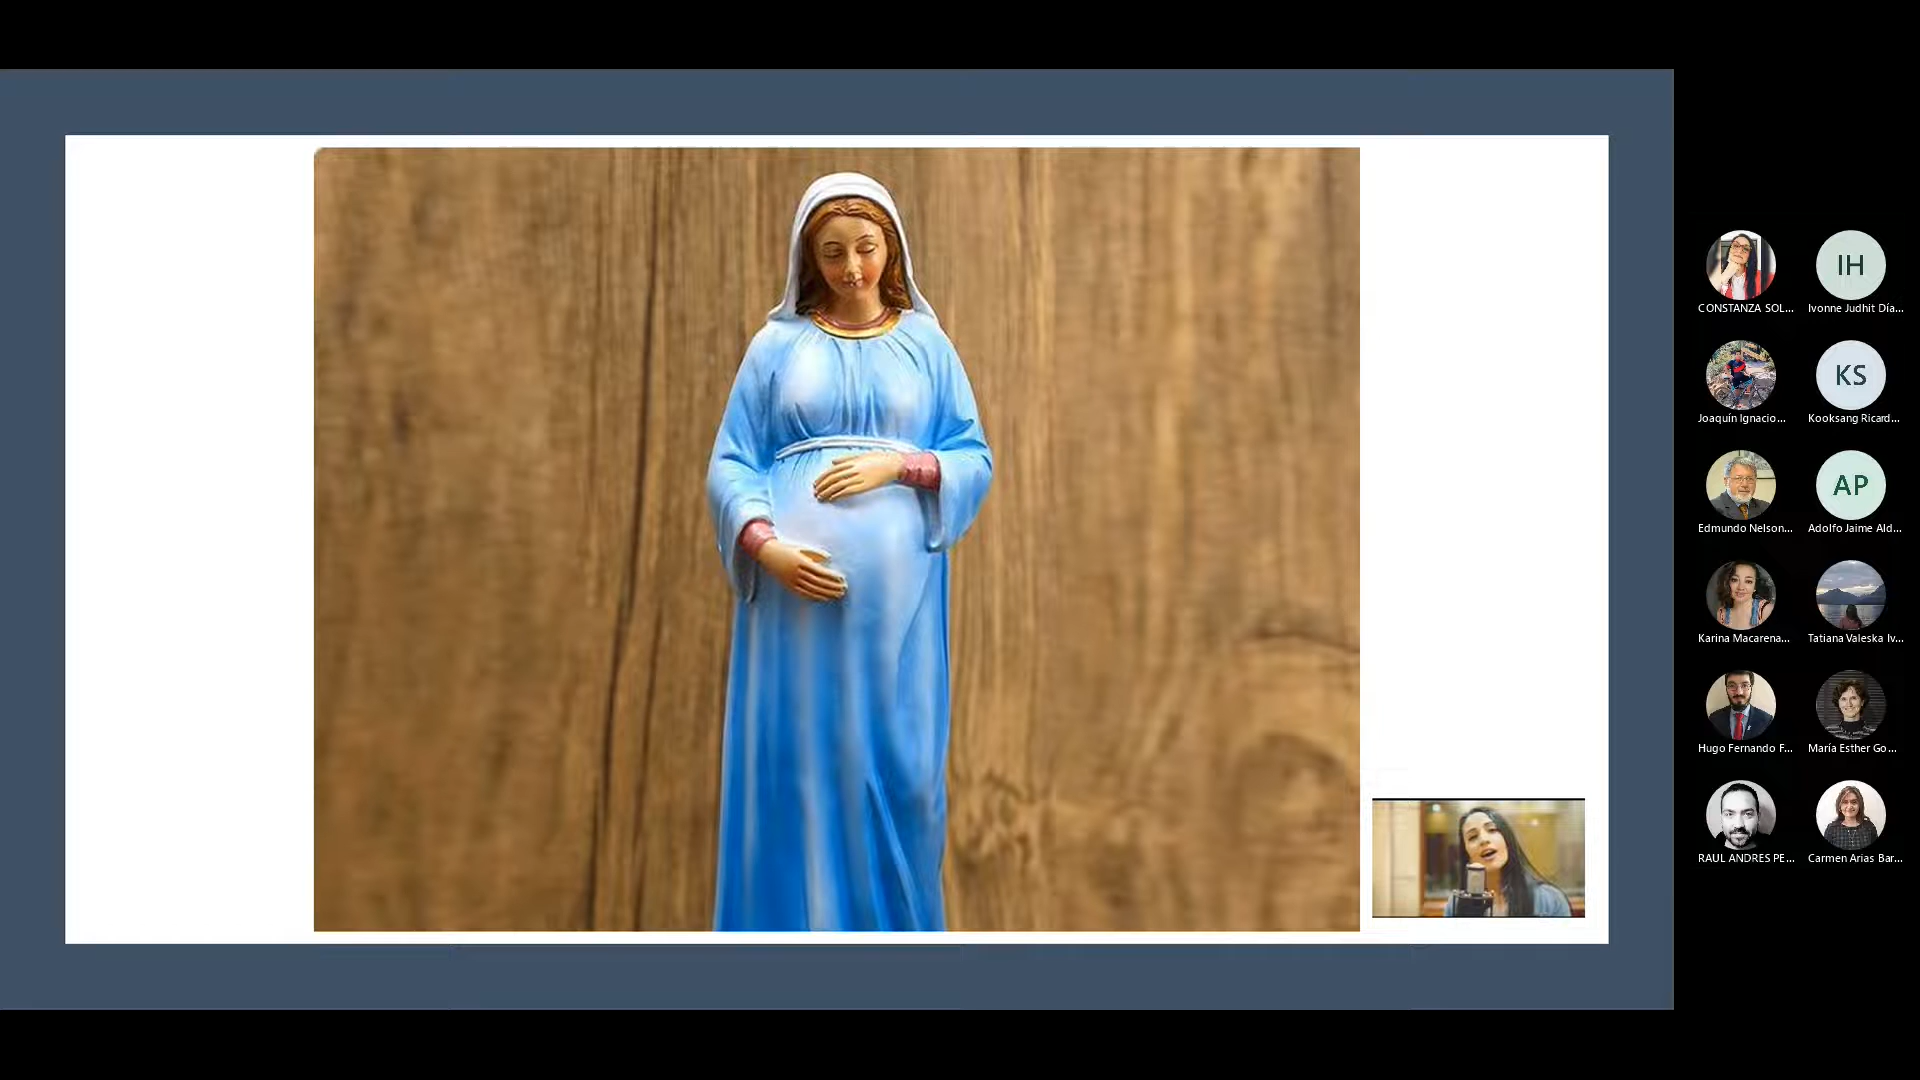 CONSTANZA SOL...
IH
Ivonne Judhit Día...
Joaquín Ignacio...
KS
Kooksang Ricard...
Edmundo Nelson...
AP
Adolfo Jaime Ald...
Karina Macarena...
Tatiana Valeska Iv...
Hugo Fernando F...
María Esther Go...
RAUL ANDRES PE...
Carmen Arias Bar...